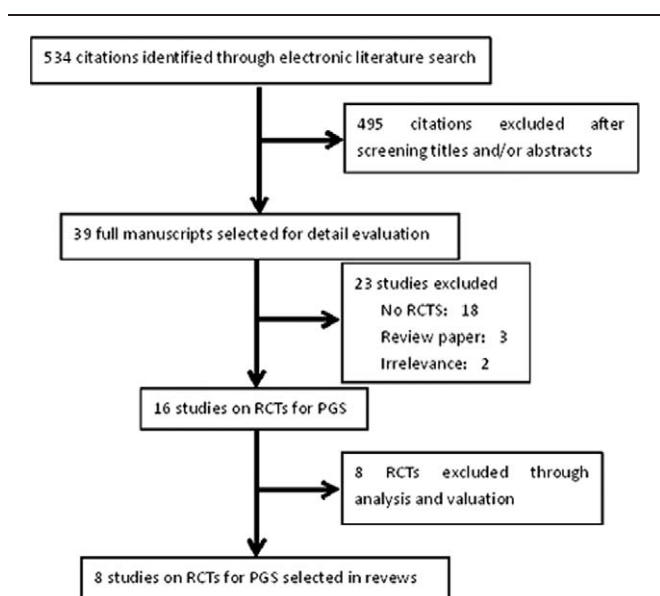 534 citations identified through electronic literature search
495 citations excluded after
screening titles and/or abstracts
39 full manuscripts selected for detail evaluation
23 studies excluded
No RCTS: 18
Review paper: 3
Irrelevance: 2
16 studies on RCTs for PGS
8 RCTs excluded through
analysis and valuation
8 studies on RCTs for PGS selected in revews